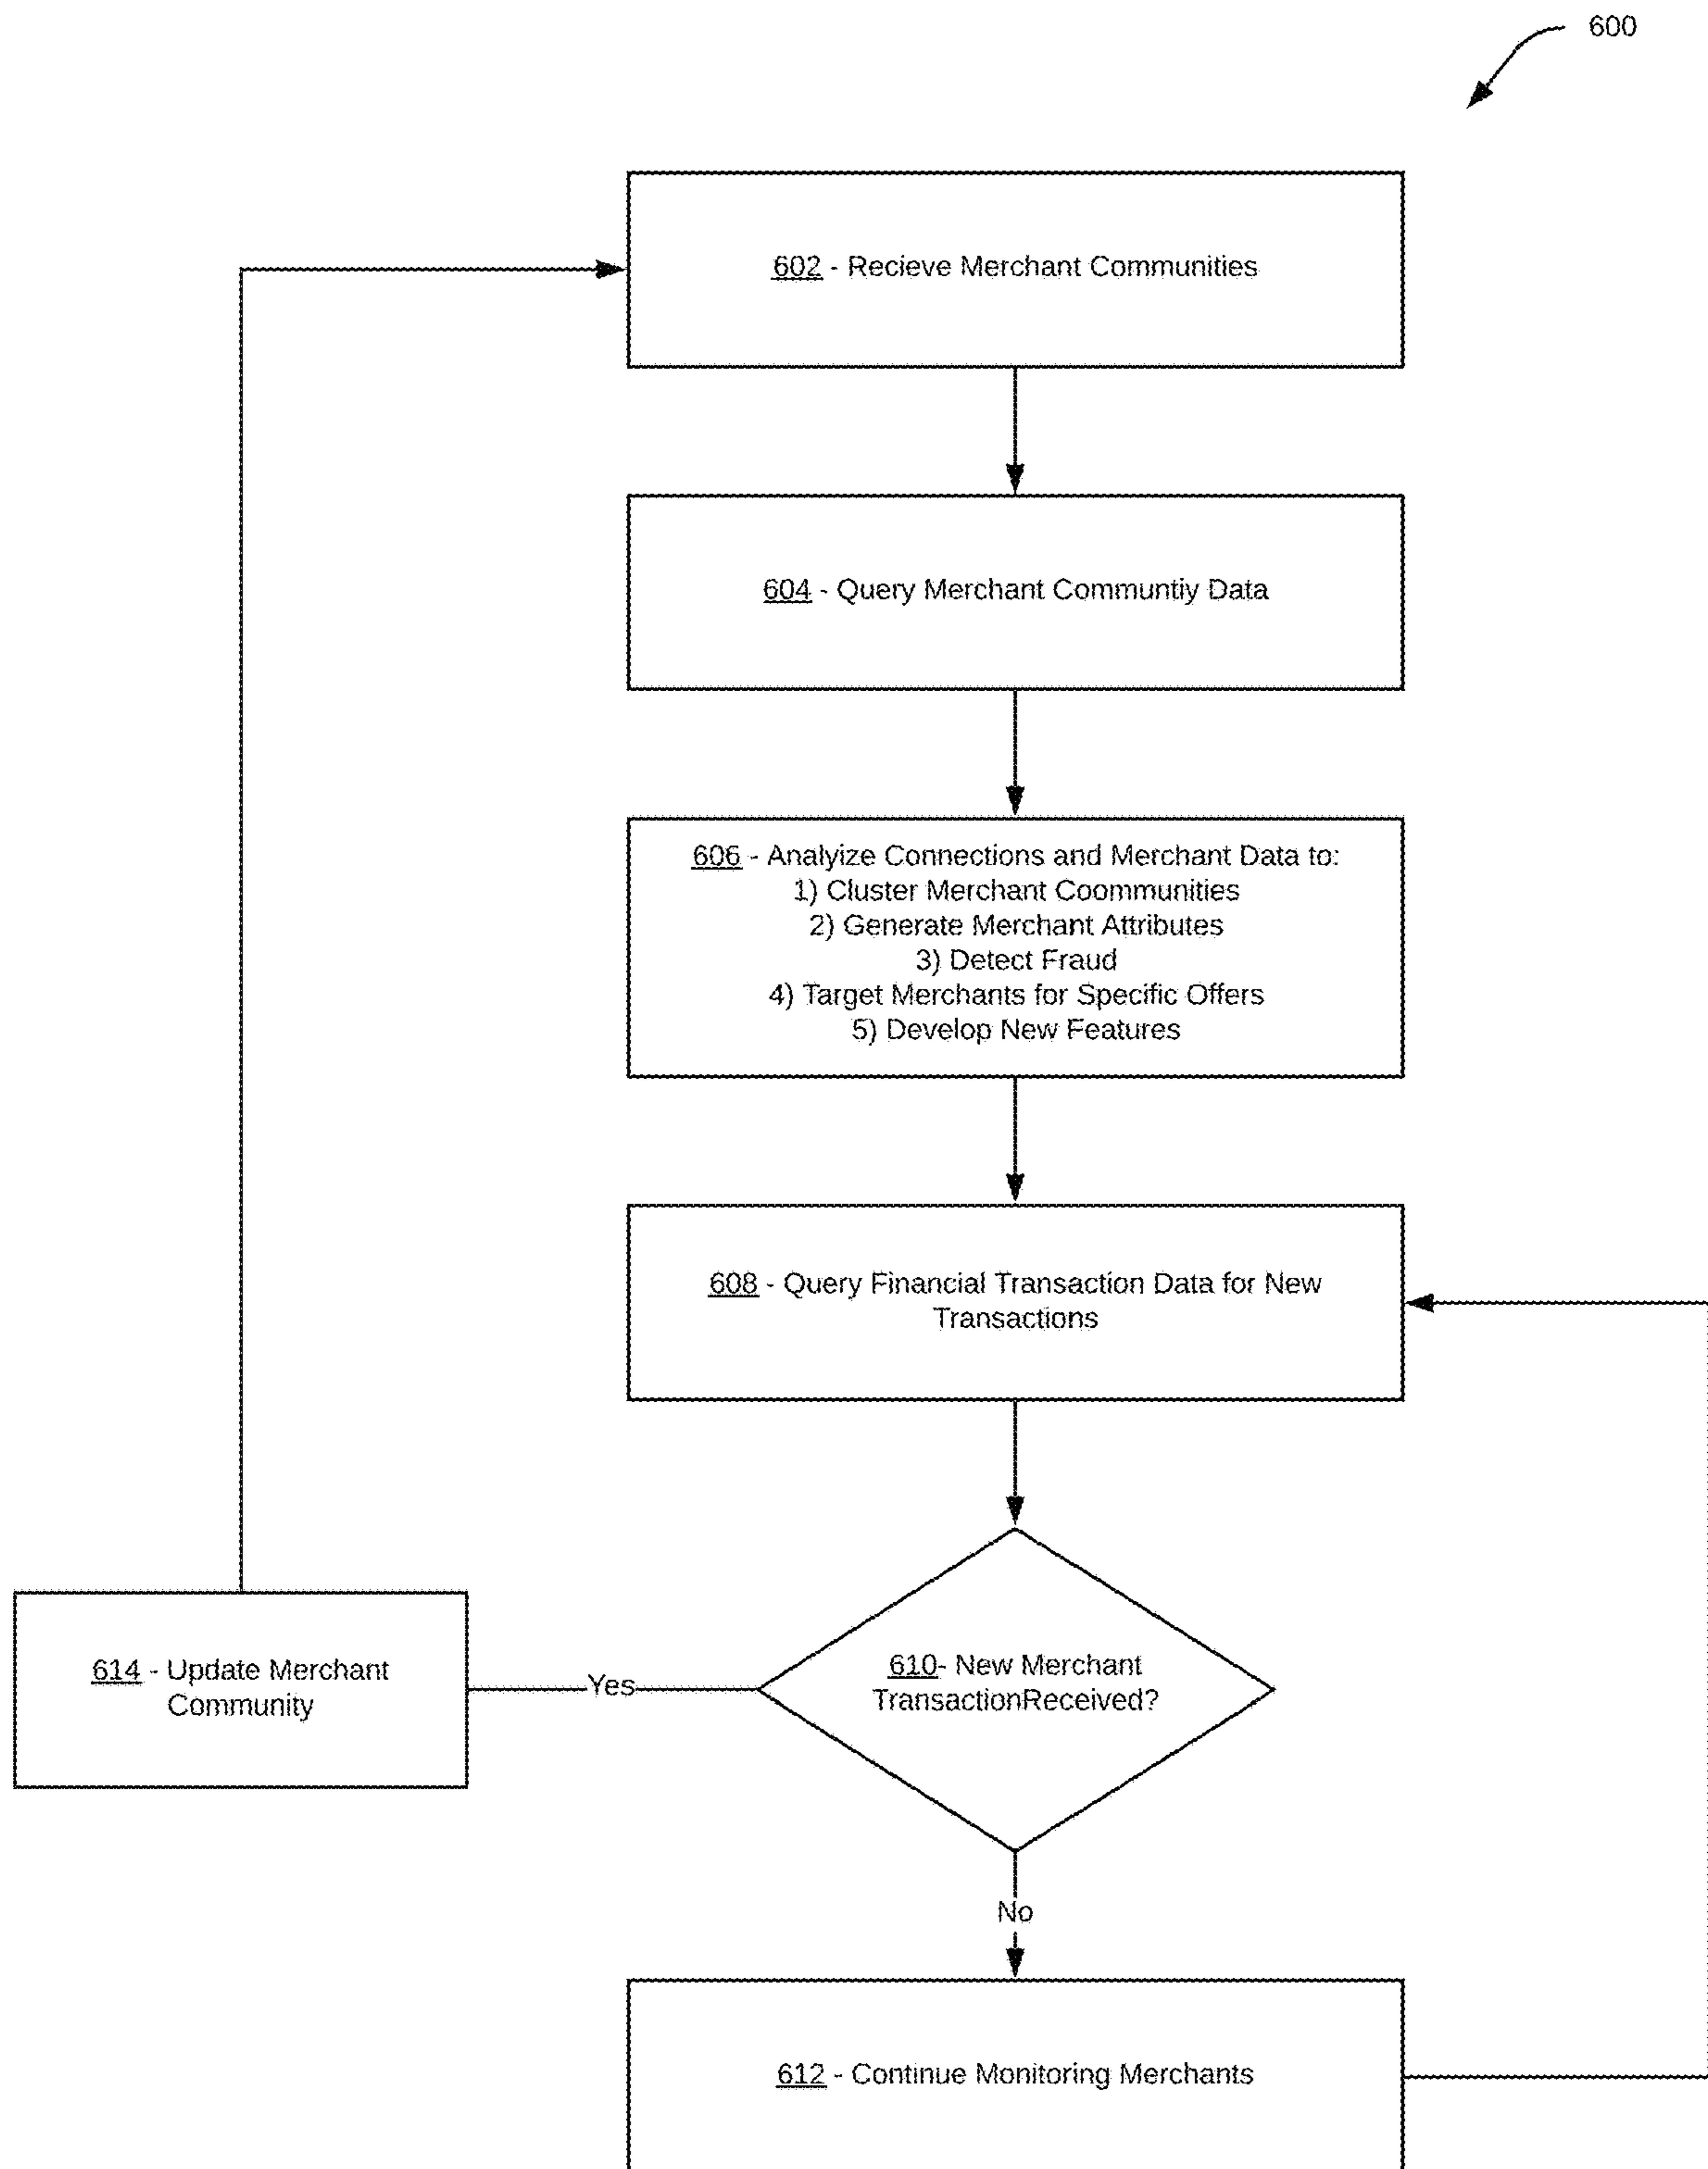 600
602 - Recieve Merchant Communities
604 - Query Merchant Communtiy Data
606 - Analyize Connections and Merchant Data to:
1) Cluster Merchant Coommunities
2) Generate Merchant Attributes
3) Detect Fraud
4) Target Merchants for Specific Offers
5) Develop New Features
608 - Query Financial Transaction Data for New
Transactions
610- New Merchant
TransactionReceived?
Yes
614 - Update Merchant
Community
No
612 - Continue Monitoring Merchants